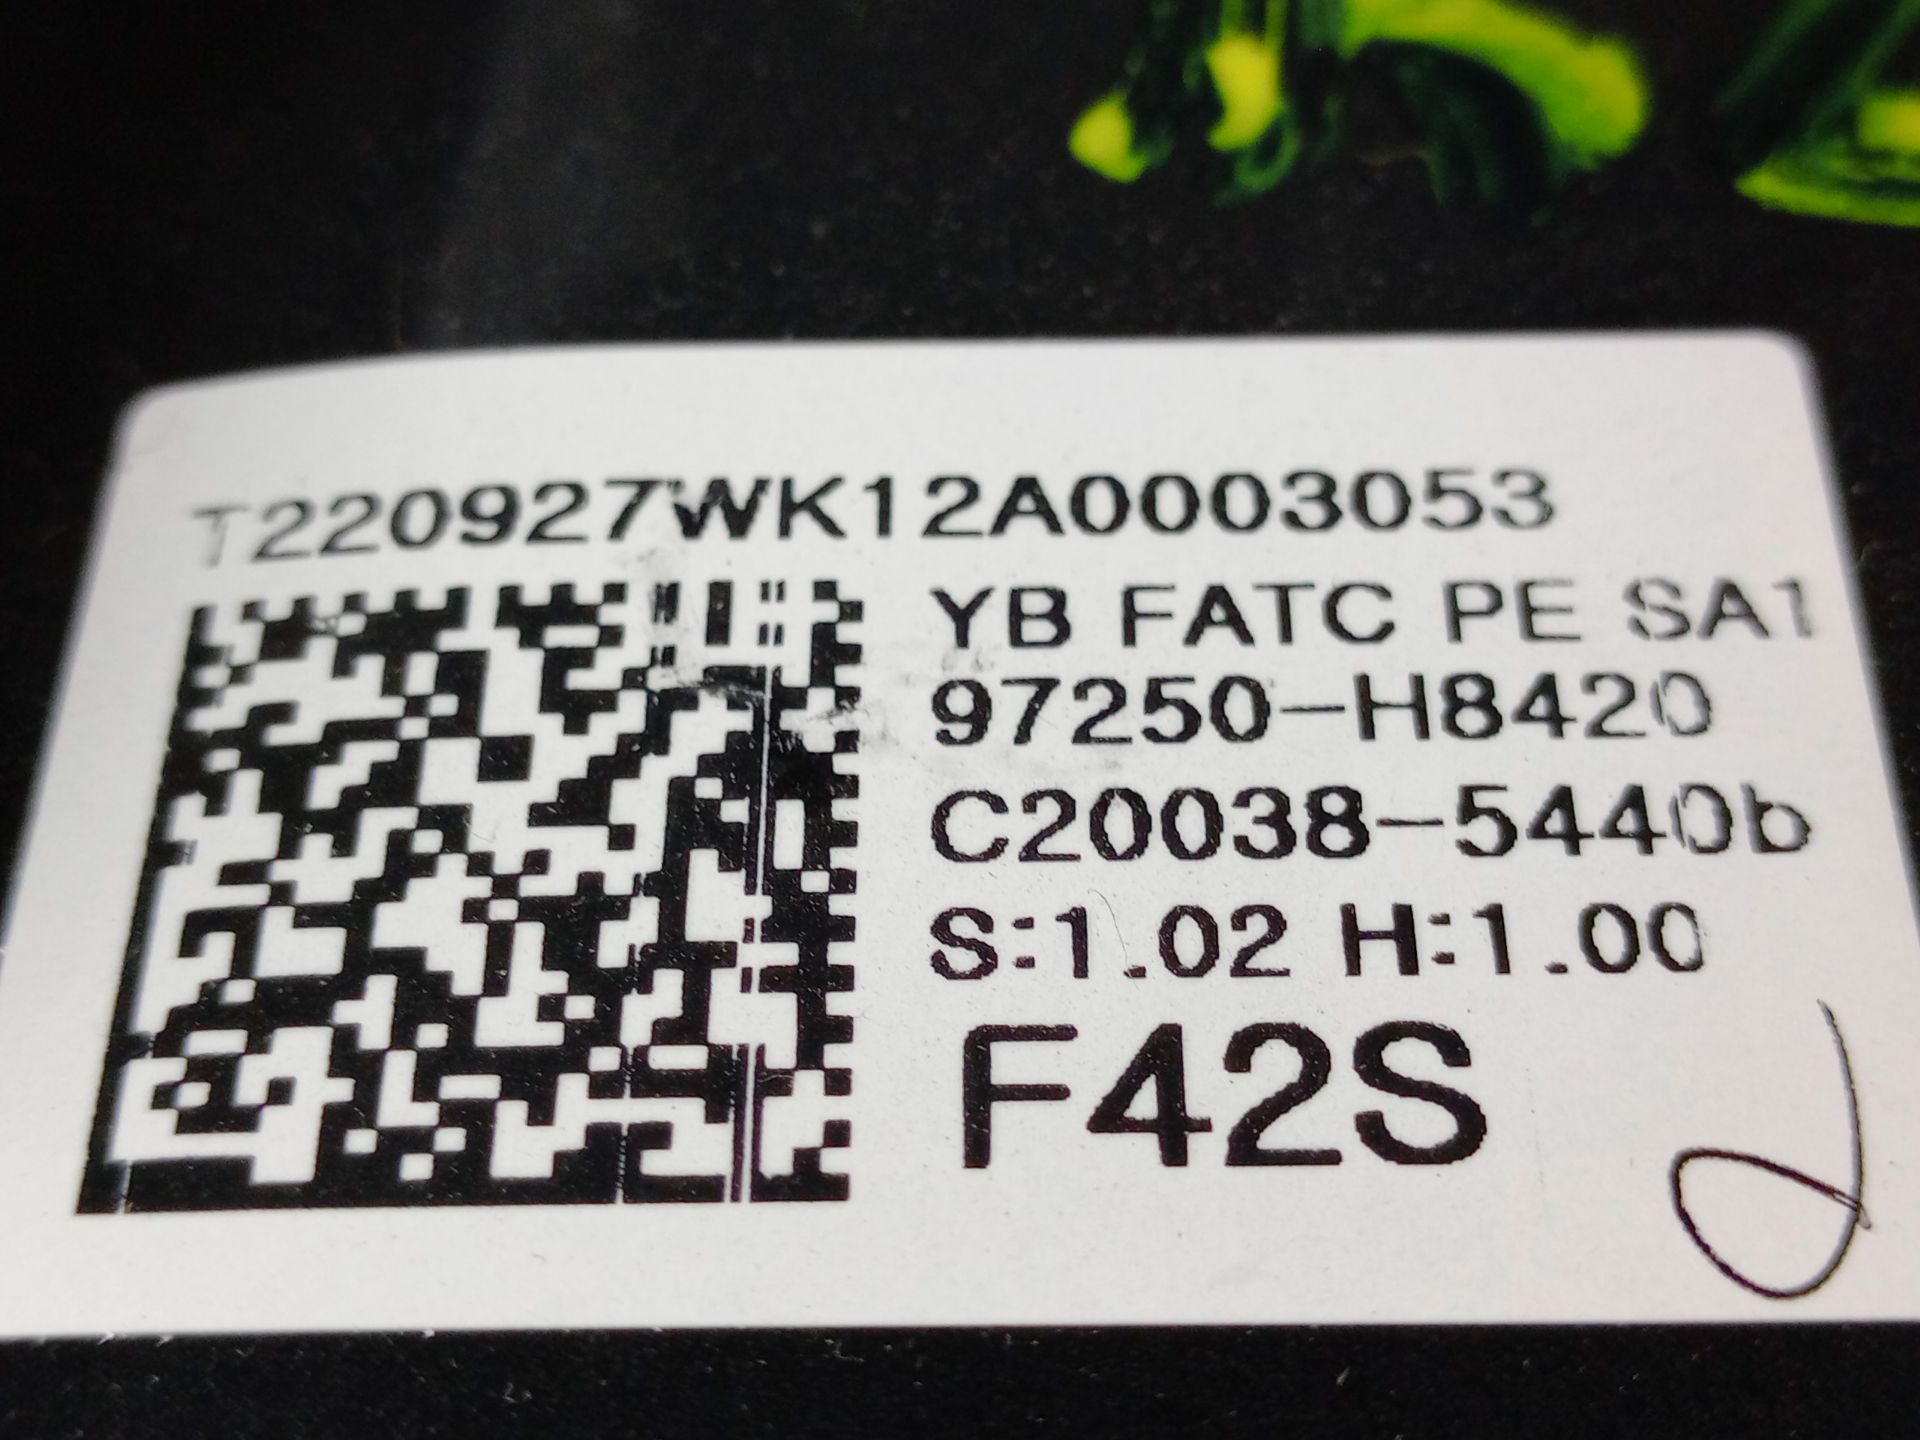 T220927WK12A0003053
YB FATC PE SA1
97250-H8420
C20038-5440b
S:1.02 H:1.00
F42S